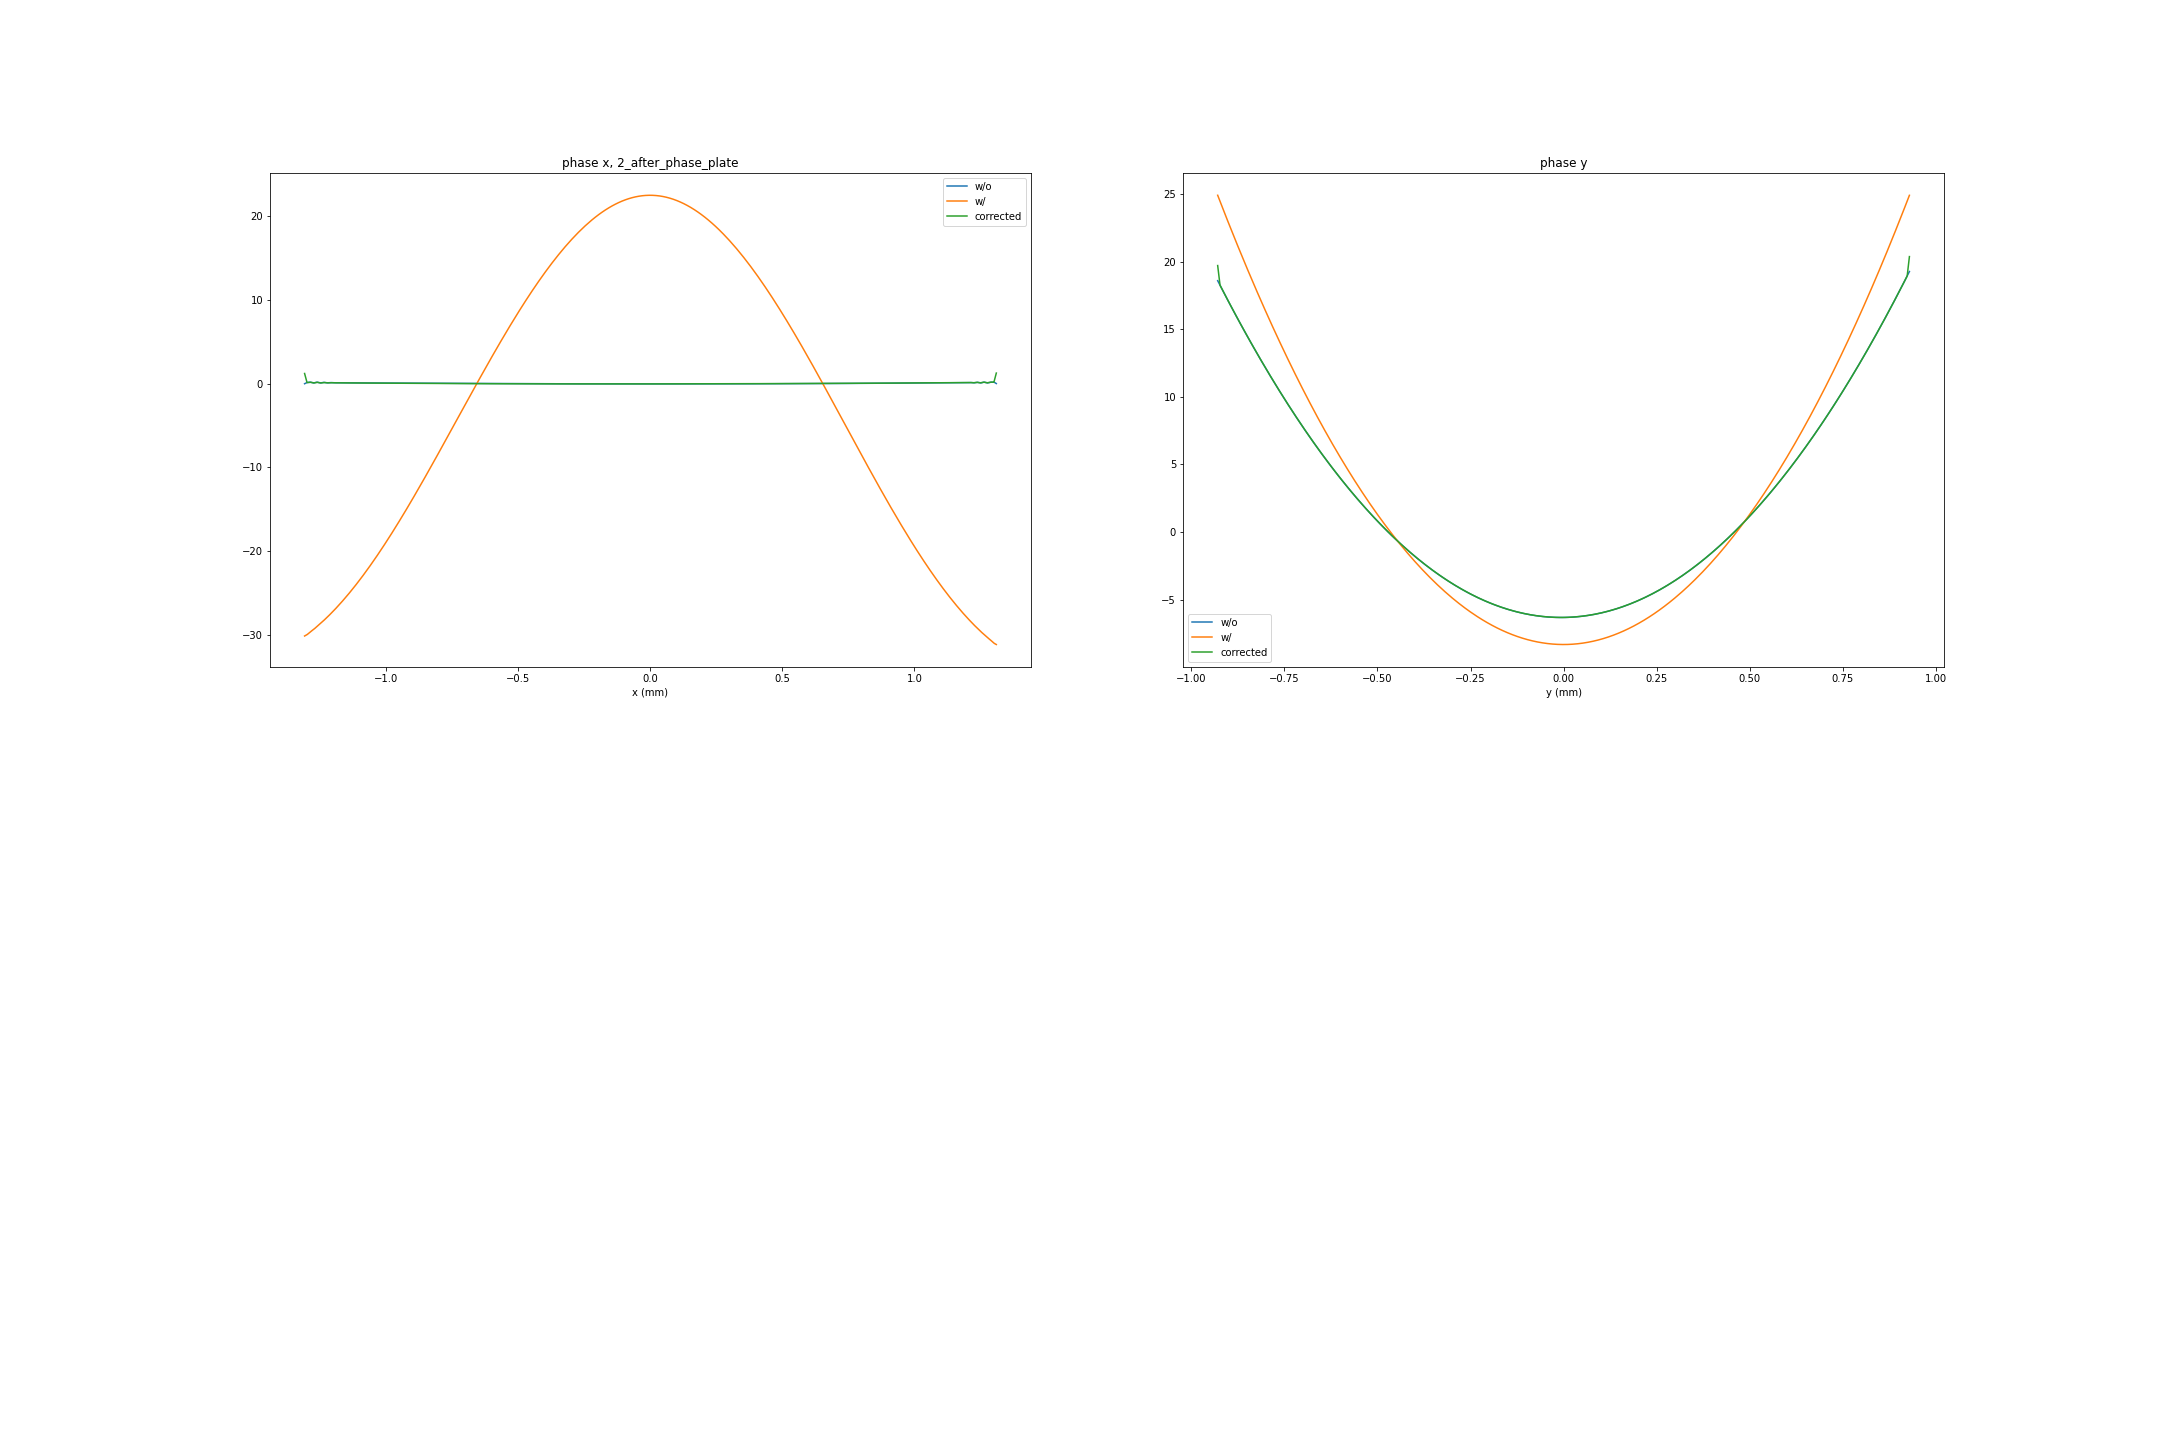 phase x, 2_after_phase_plate
w/o
w/
corrected
20
10
0
−10
−20
−30
−1.0 −0.5 0.0 0.5 1.0
x (mm)
phase y
25
20
15
10
5
0
−5
w/o
w/
corrected
−1.00 −0.75 −0.50 −0.25 0.00 0.25 0.50 0.75 1.00
y (mm)